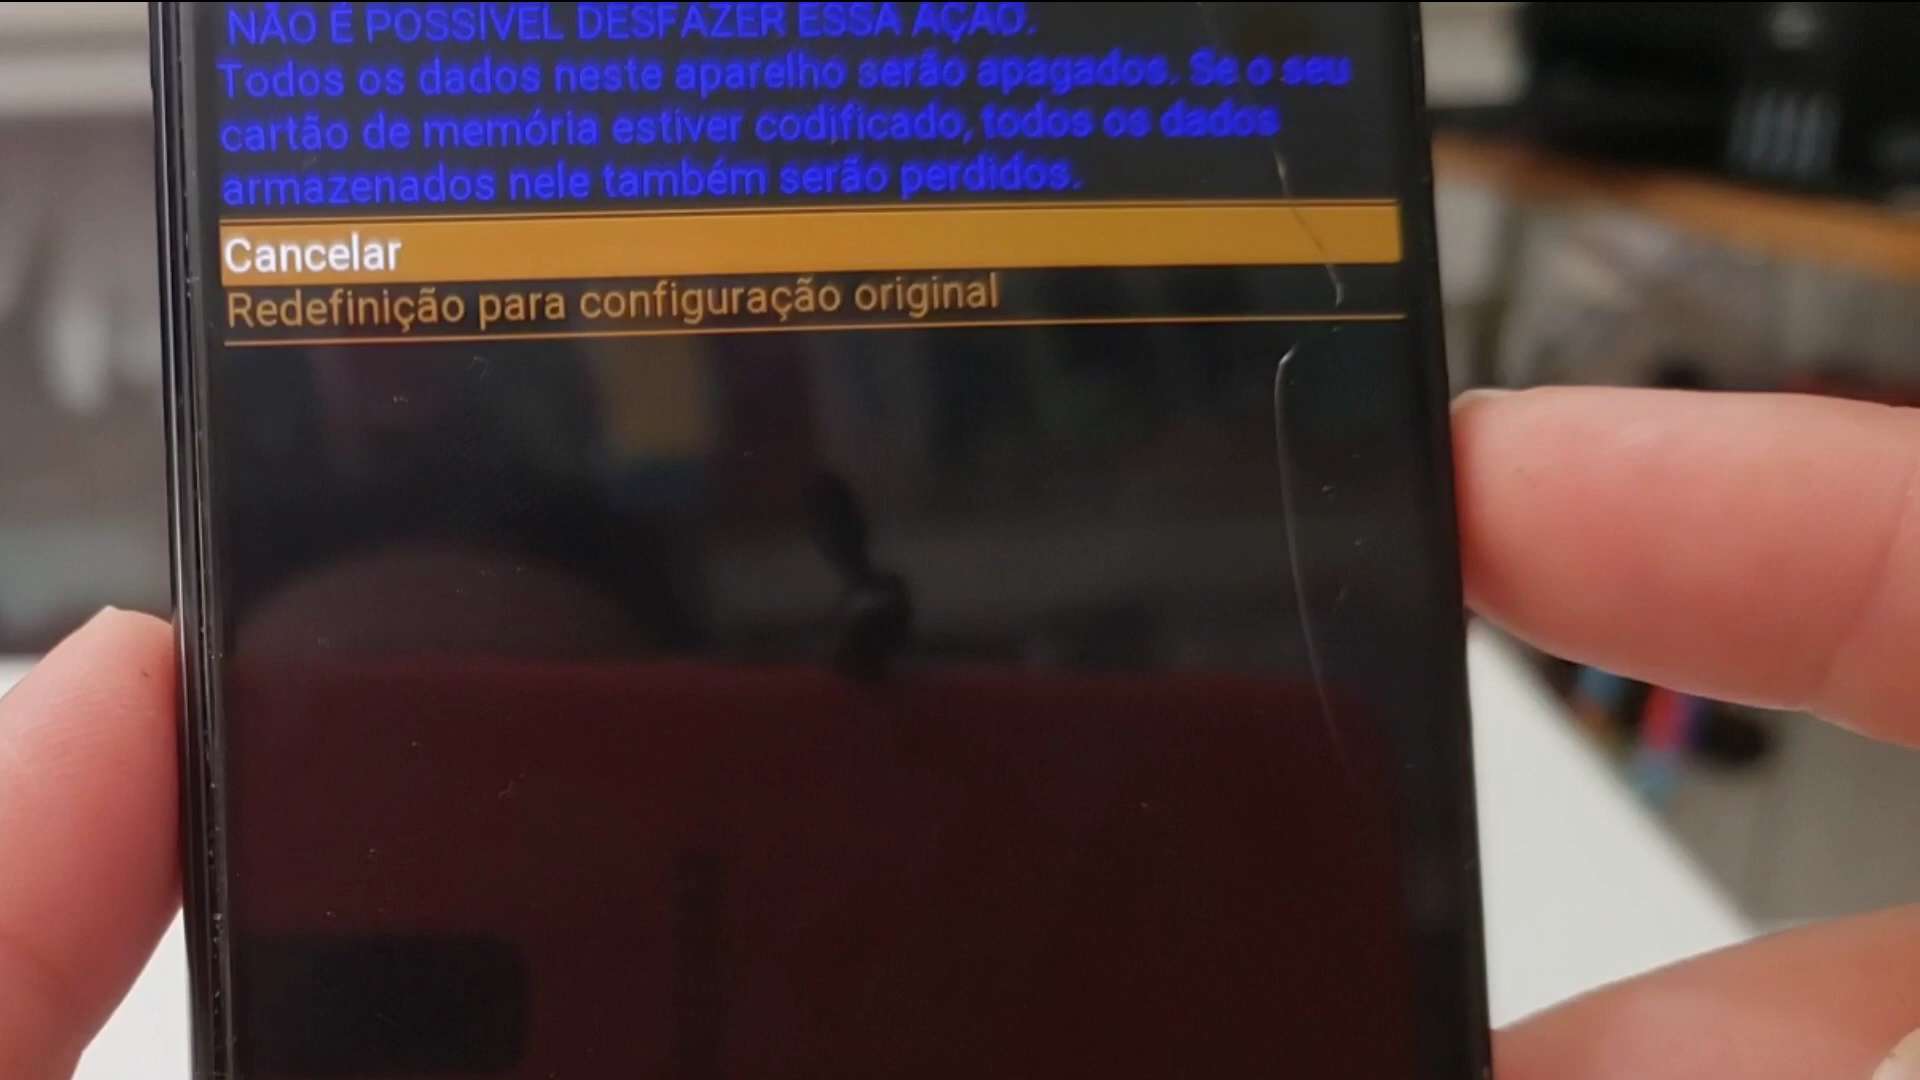 NÃO É POSSÍVEL DESFAZER ESSA AÇÃO.
Todos os dados neste aparelho serão apagados. Se o seu
cartão de memória estiver codificado, todos os dados
armazenados nele também serão perdidos.
Cancelar
Redefinição para configuração original